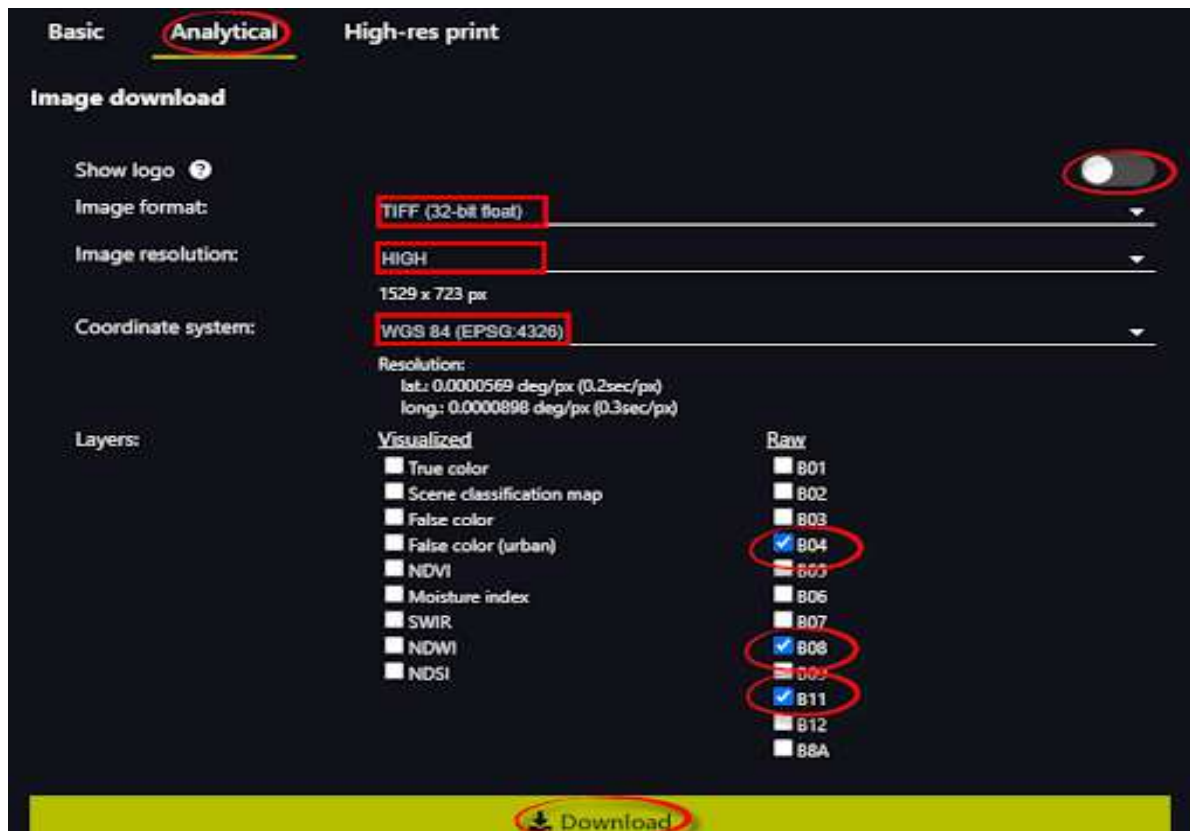 Basic Analytical High-res print
Image download
Show logo ?
Image format: TIFF (32-bit float)
Image resolution: HIGH
1529 x 723 px
Coordinate system: WGS 84 (EPSG:4326)
Resolution:
lat.: 0.0000569 deg/px (0.2sec/px)
long.: 0.0000898 deg/px (0.3sec/px)
Layers: Visualized Raw
True color B01
Scene classification map B02
False color B03
False color (urban) B04
NDVI B05
Moisture index B06
SWIR B07
NDWI B08
NDSI B09
B11
B12
B8A
Download